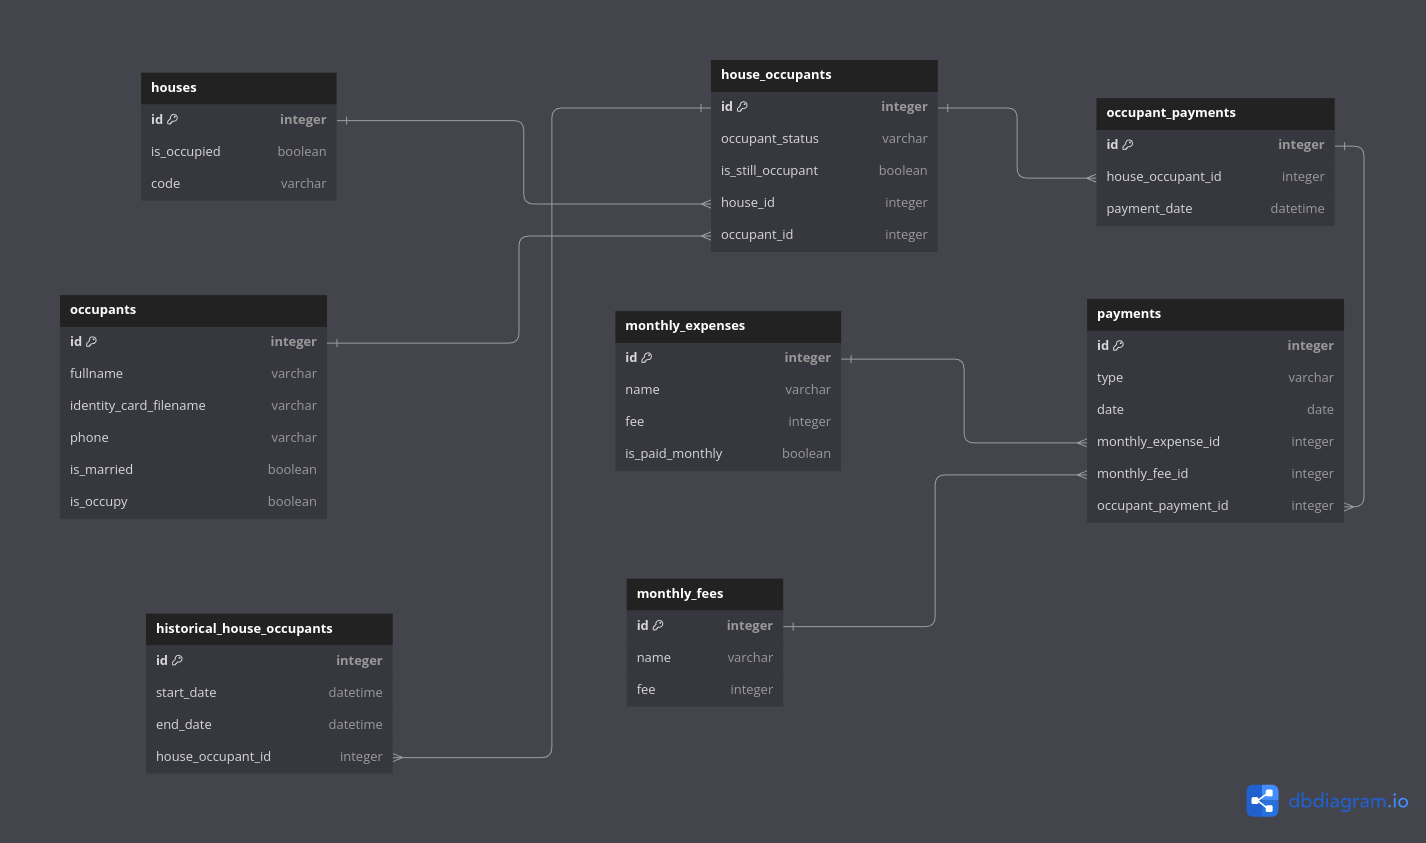 houses
id integer
is_occupied boolean
code varchar
occupants
id integer
fullname varchar
identity_card_filename varchar
phone varchar
is_married boolean
is_occupy boolean
historical_house_occupants
id integer
start_date datetime
end_date datetime
house_occupant_id integer
house_occupants
id integer
occupant_status varchar
is_still_occupant boolean
house_id integer
occupant_id integer
monthly_expenses
id integer
name varchar
fee integer
is_paid_monthly boolean
monthly_fees
id integer
name varchar
fee integer
occupant_payments
id integer
house_occupant_id integer
payment_date datetime
payments
id integer
type varchar
date date
monthly_expense_id integer
monthly_fee_id integer
occupant_payment_id integer
dbdiagram.io